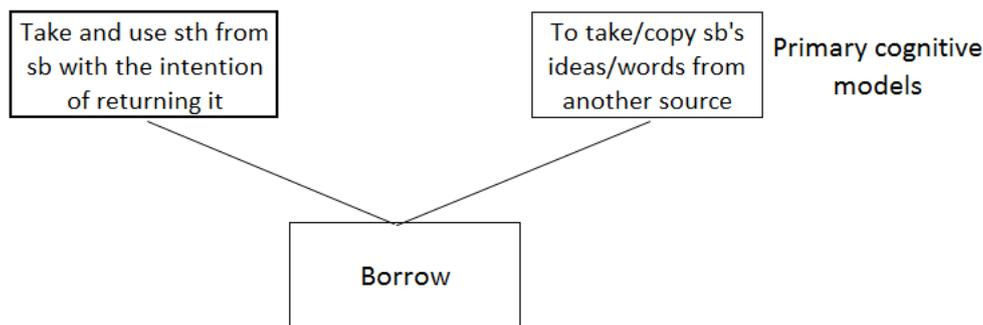 Take and use sth from
sb with the intention
of returning it
To take/copy sb's
ideas/words from
another source
Primary cognitive
models
Borrow